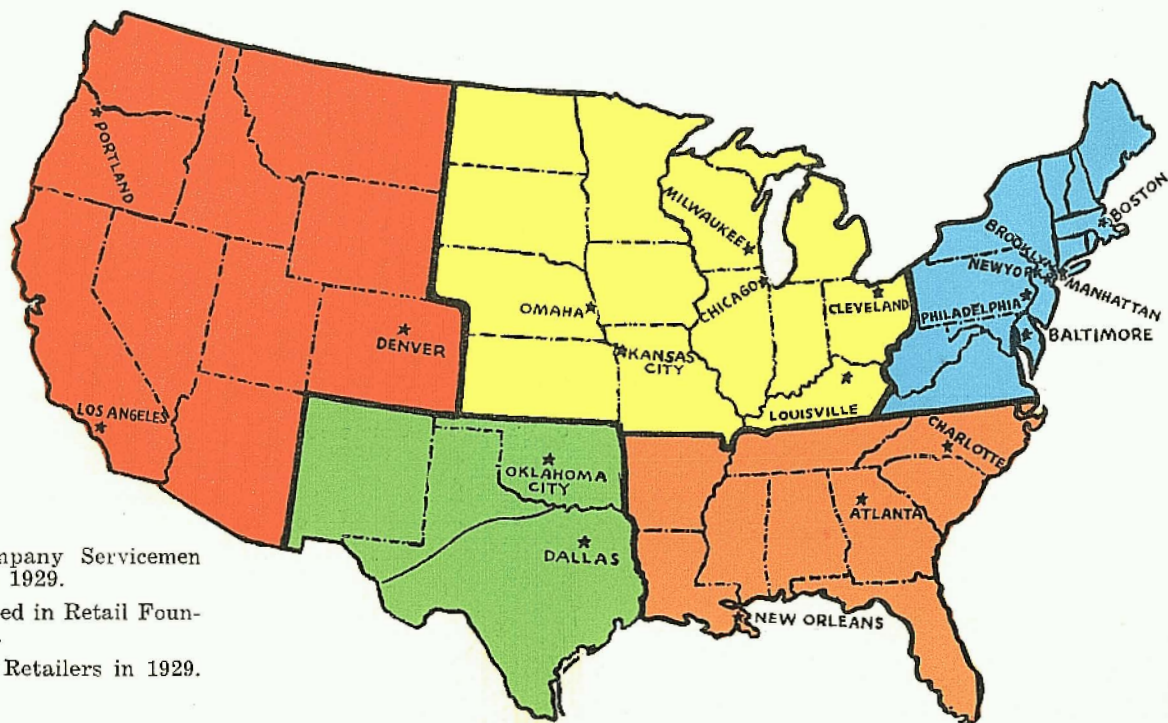 PORTLAND
LOS ANGELES
DENVER
OMAHA
KANSAS
CITY
MILWAUKEE
CHICAGO
CLEVELAND
LOUISVILLE
OKLAHOMA
CITY
DALLAS
NEW ORLEANS
ATLANTA
CHARLOTTE
BOSTON
BROOKLYN
NEWYORK
MANHATTAN
PHILADELPHIA
BALTIMORE
mpany Servicemen
1929.
ed in Retail Foun-
Retailers in 1929.